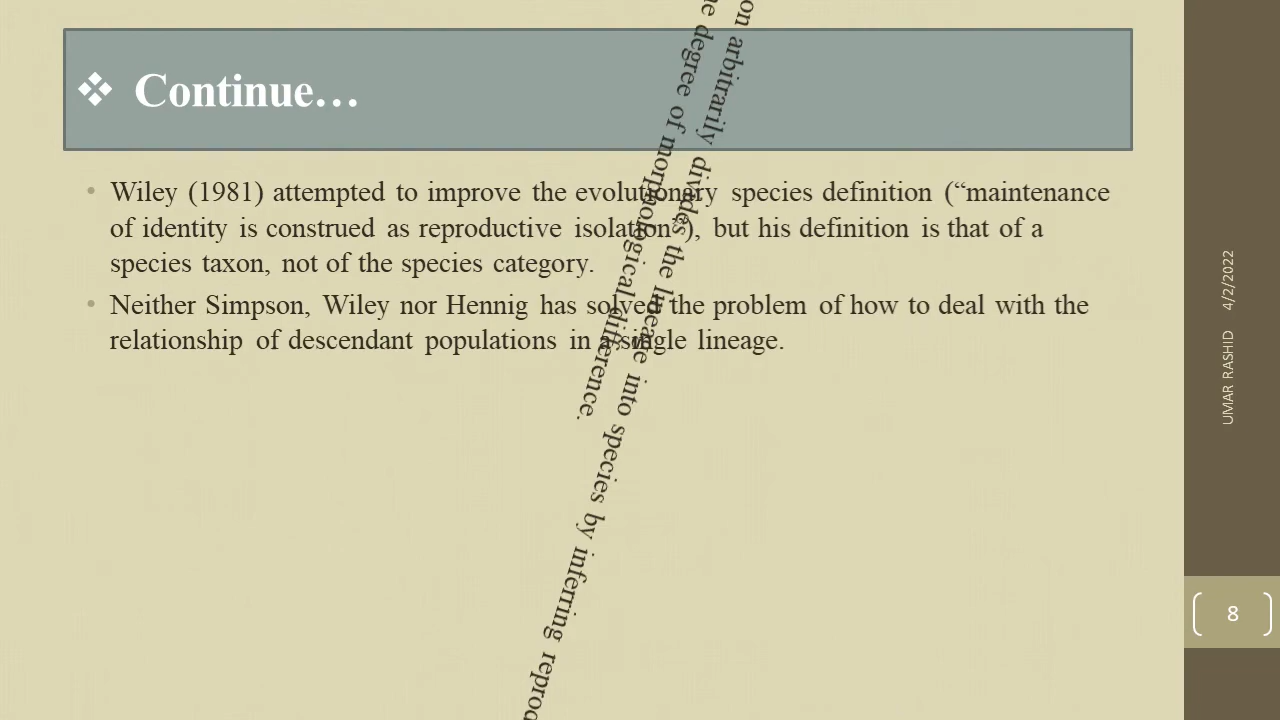 ❖ Continue…
• Wiley (1981) attempted to improve the evolutionary species definition (“maintenance
of identity is construed as reproductive isolation”), but his definition is that of a
species taxon, not of the species category.
• Neither Simpson, Wiley nor Hennig has solved the problem of how to deal with the
relationship of descendant populations in a single lineage.
on arbitrarily divides the lineage into species by inferring reprod
e degree of morphological difference.
UMAR RASHID 4/2/2022
8